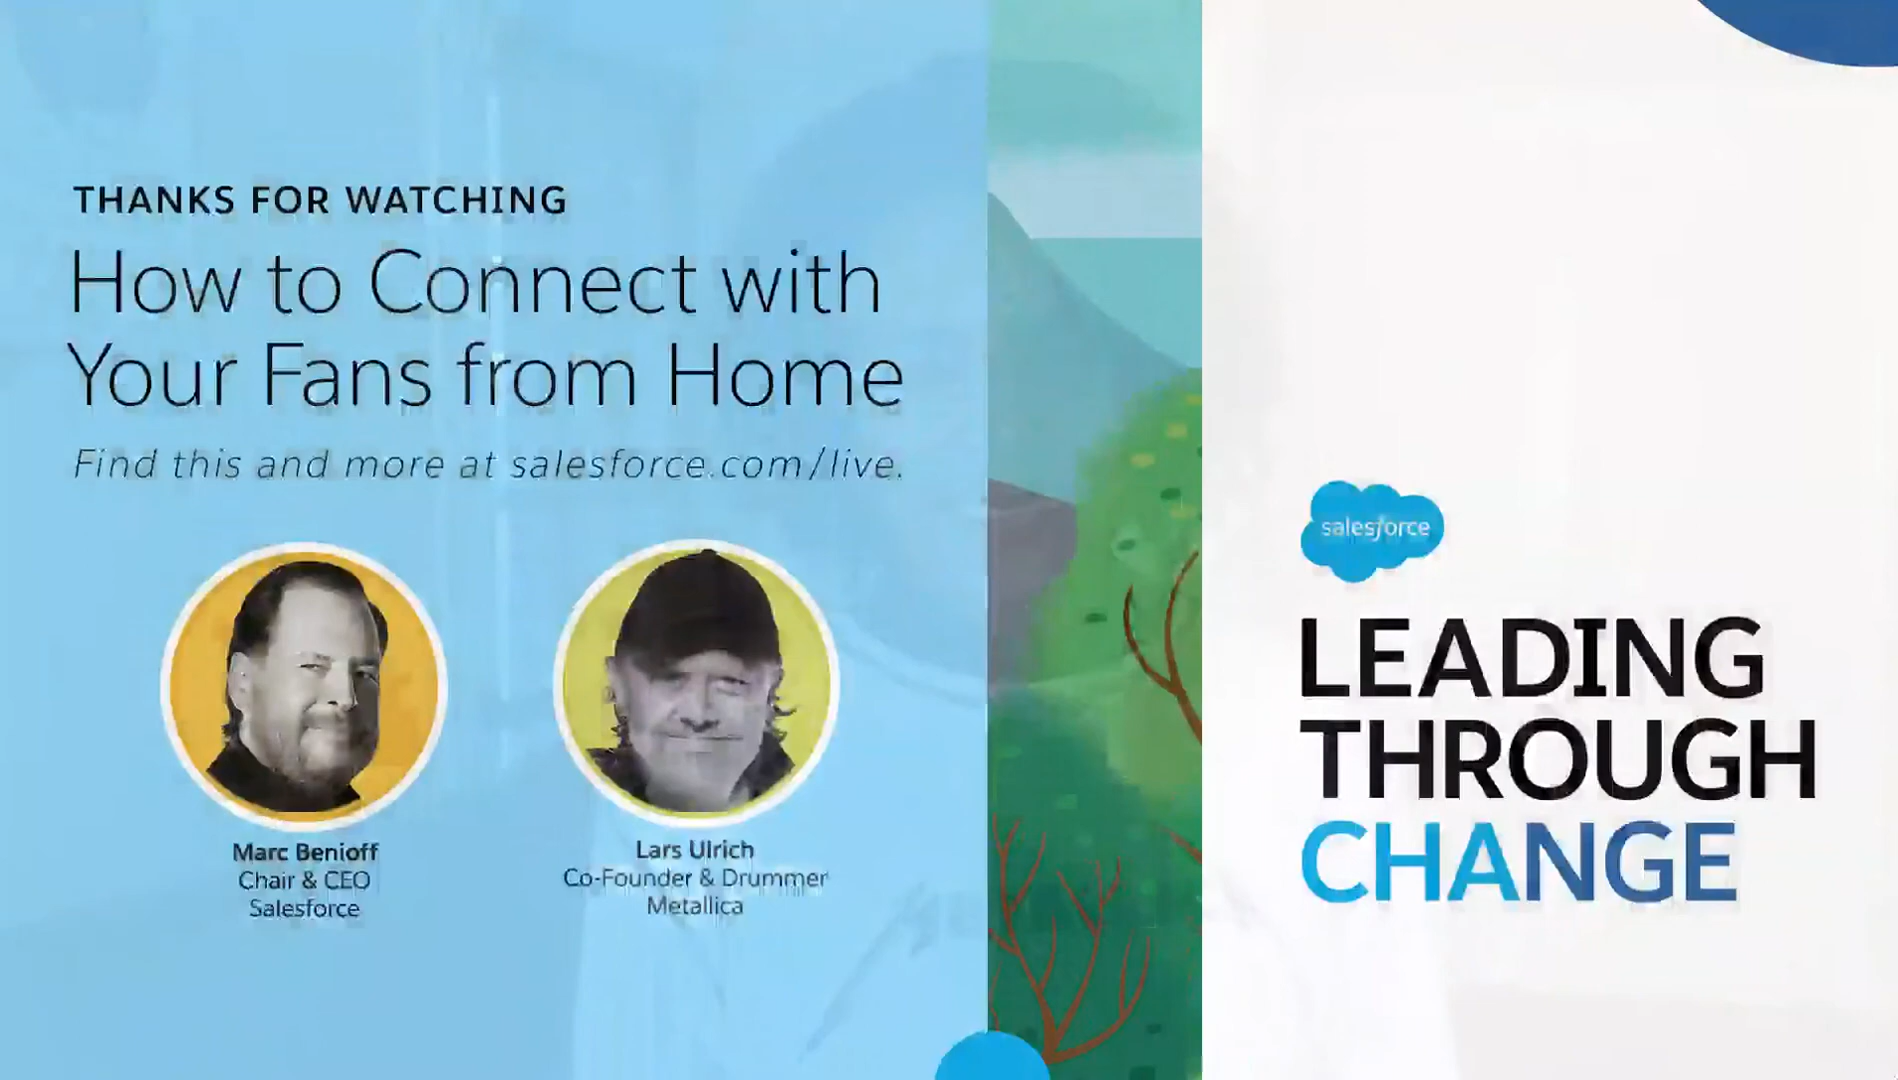 THANKS FOR WATCHING
How to Connect with
Your Fans from Home
Find this and more at salesforce.com/live.
Marc Benioff
Chair & CEO
Salesforce
Lars Ulrich
Co-Founder & Drummer
Metallica
salesforce
LEADING
THROUGH
CHANGE